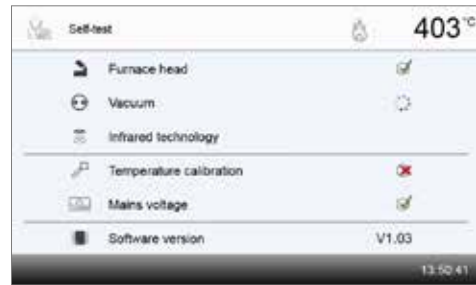 Self-test 403 °C
Furnace head
Vacuum
Infrared technology
Temperature calibration
Mains voltage
Software version V1.03
13:50:41